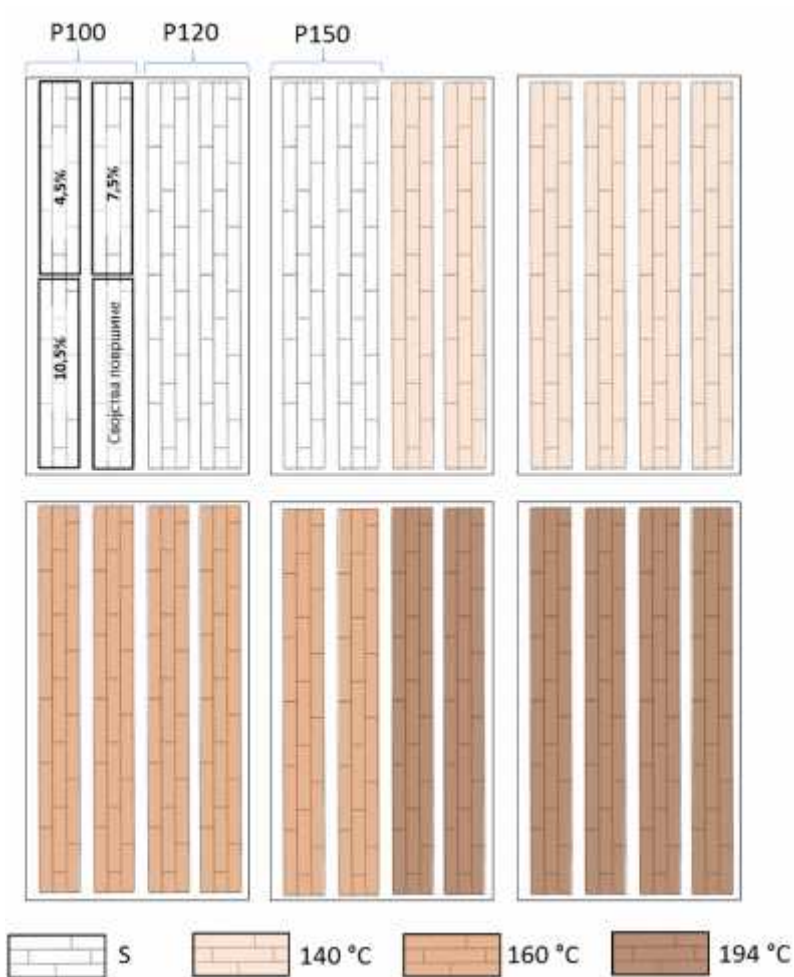 P100
P120
P150
4,5%
7,5%
10,5%
Својства површине
S
140 °C
160 °C
194 °C